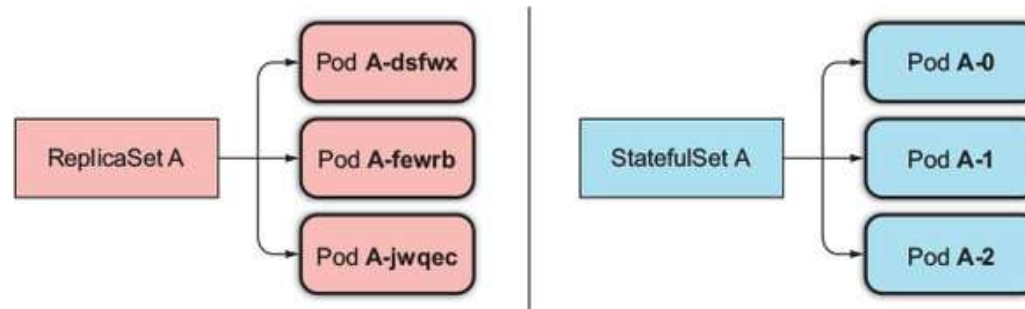 ReplicaSet A
Pod A-dsfwx
Pod A-fewrb
Pod A-jwqec
StatefulSet A
Pod A-0
Pod A-1
Pod A-2